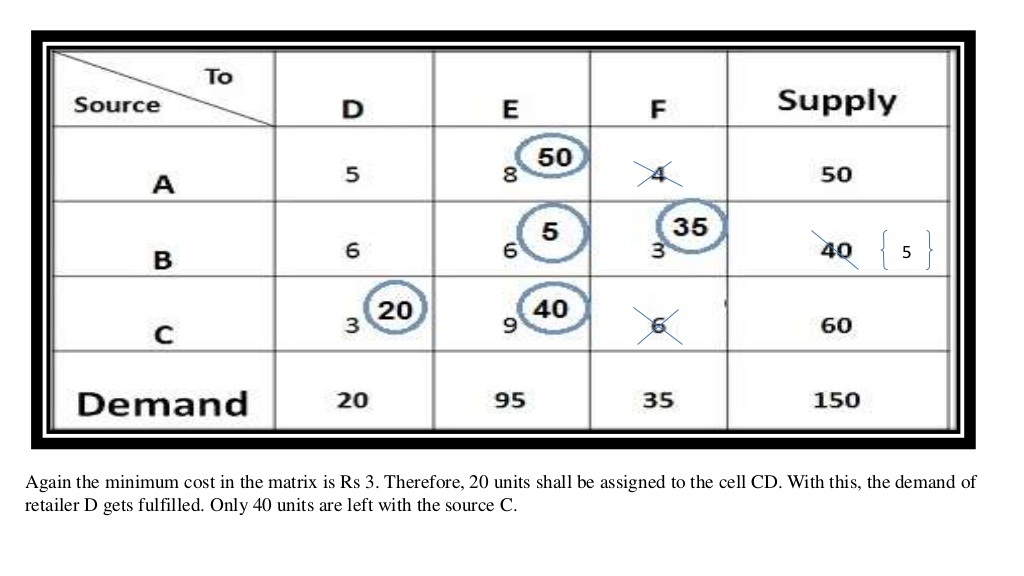 To
Source D E F Supply
A 5 8 50 4 50
B 6 6 5 3 35 40 { 5 }
C 3 20 9 40 6 60
Demand 20 95 35 150
Again the minimum cost in the matrix is Rs 3. Therefore, 20 units shall be assigned to the cell CD. With this, the demand of
retailer D gets fulfilled. Only 40 units are left with the source C.